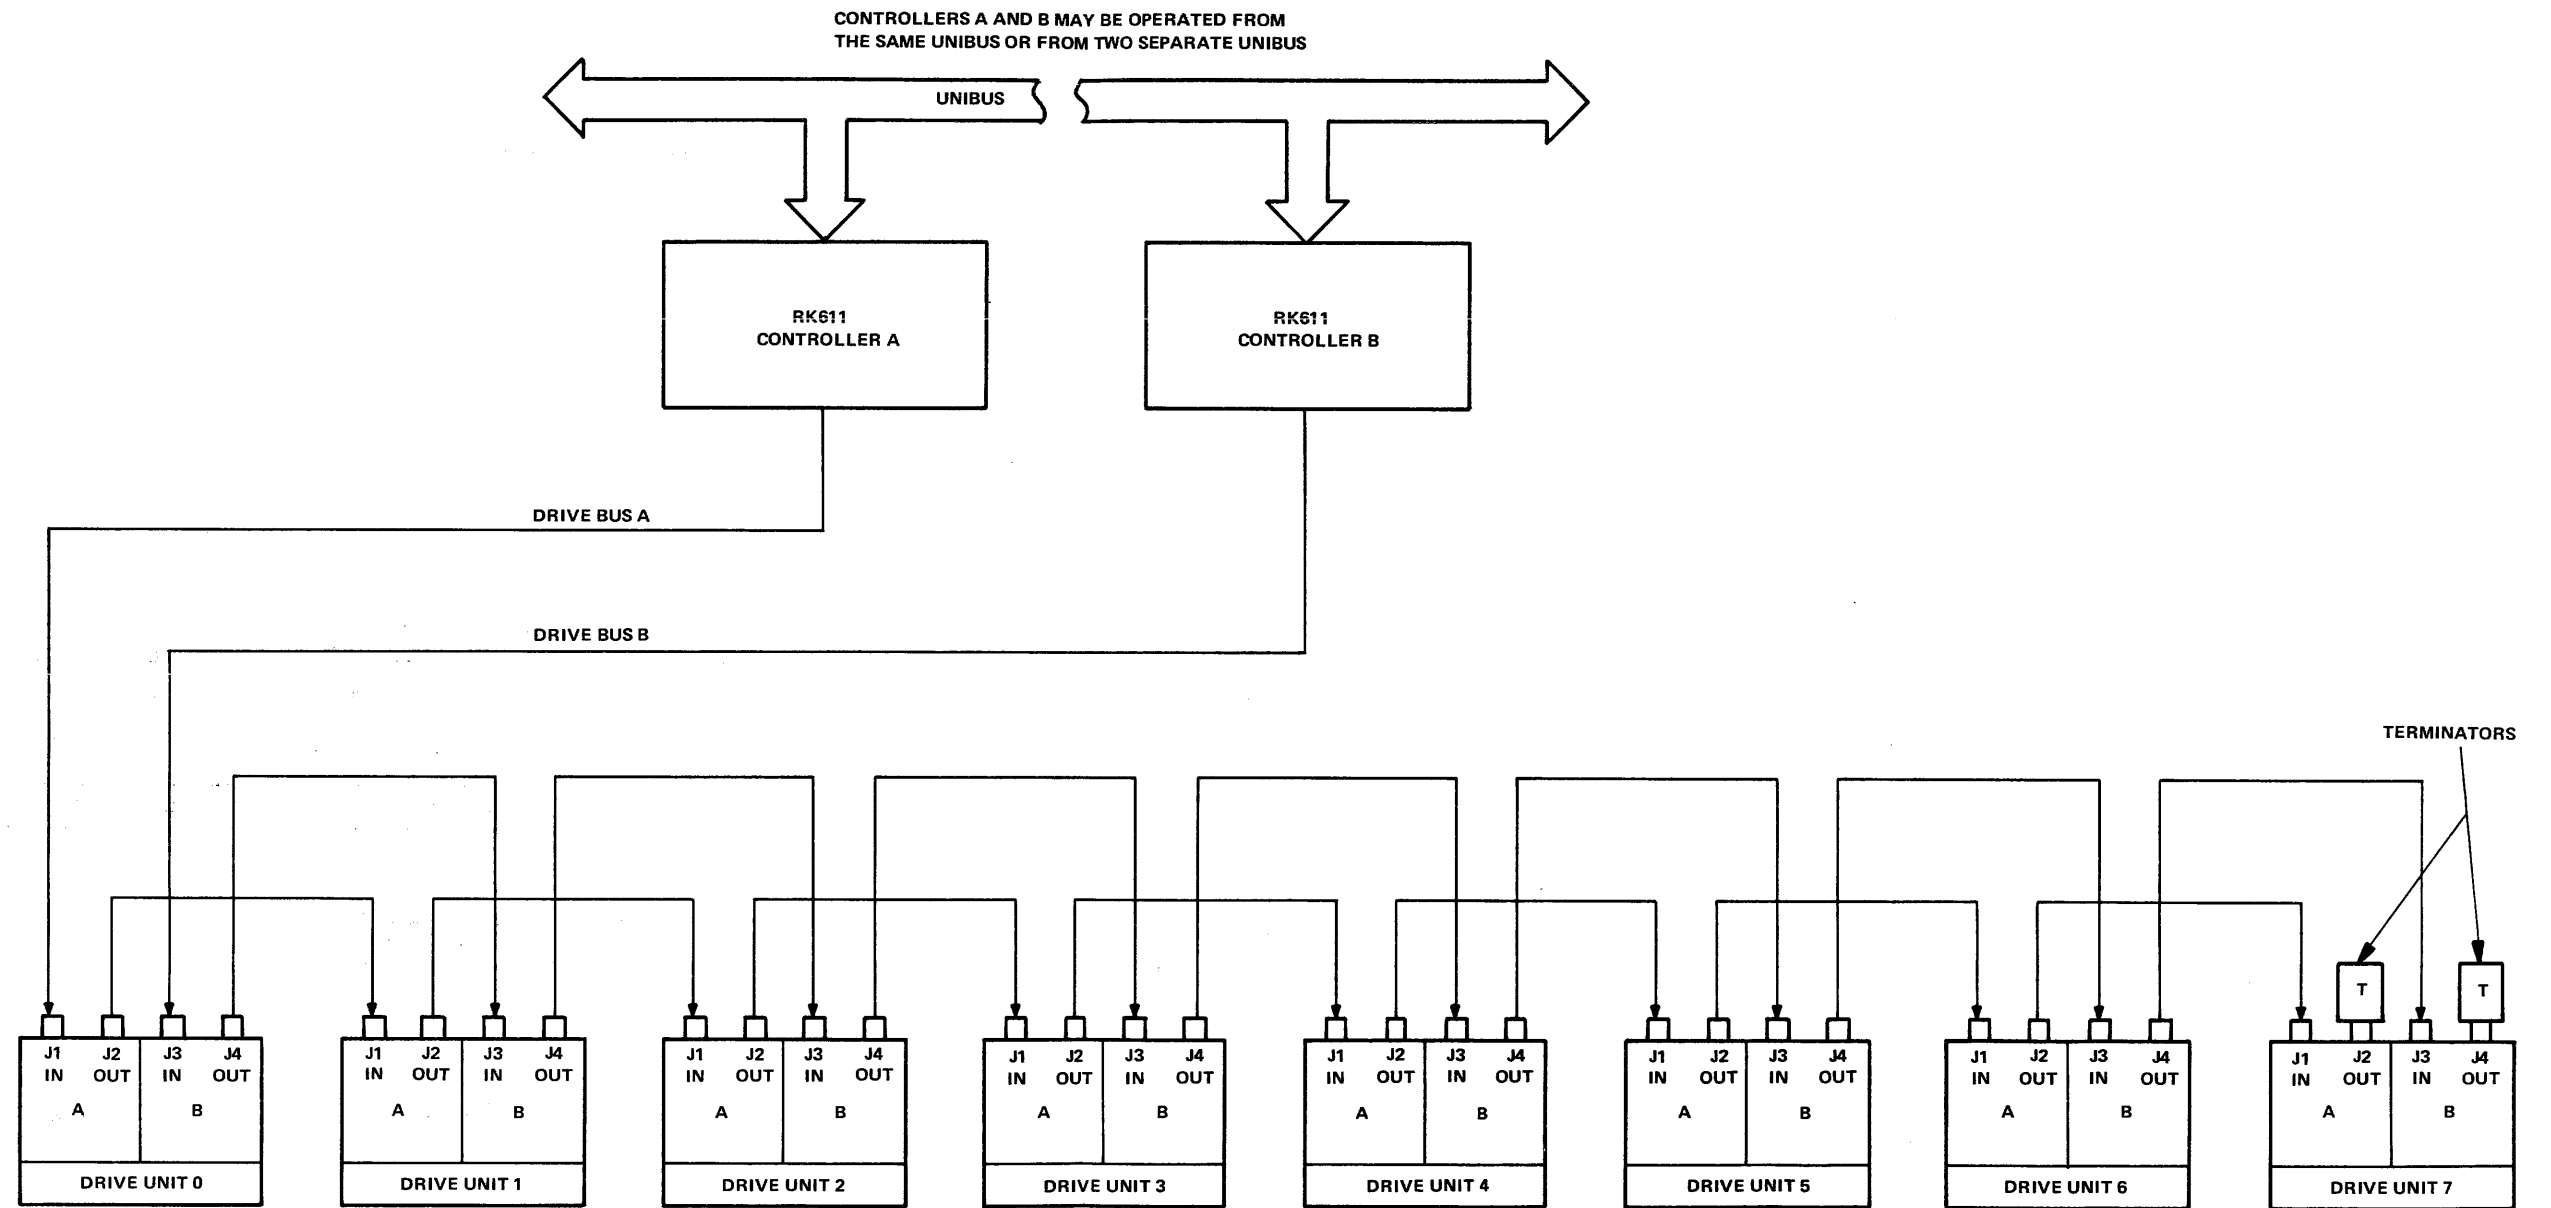 CONTROLLERS A AND B MAY BE OPERATED FROM
THE SAME UNIBUS OR FROM TWO SEPARATE UNIBUS
UNIBUS
RK611
CONTROLLER A
RK611
CONTROLLER B
DRIVE BUS A
DRIVE BUS B
TERMINATORS
T
T
J1 J2 J3 J4
IN OUT IN OUT
A B
DRIVE UNIT 0
J1 J2 J3 J4
IN OUT IN OUT
A B
DRIVE UNIT 1
J1 J2 J3 J4
IN OUT IN OUT
A B
DRIVE UNIT 2
J1 J2 J3 J4
IN OUT IN OUT
A B
DRIVE UNIT 3
J1 J2 J3 J4
IN OUT IN OUT
A B
DRIVE UNIT 4
J1 J2 J3 J4
IN OUT IN OUT
A B
DRIVE UNIT 5
J1 J2 J3 J4
IN OUT IN OUT
A B
DRIVE UNIT 6
J1 J2 J3 J4
IN OUT IN OUT
A B
DRIVE UNIT 7